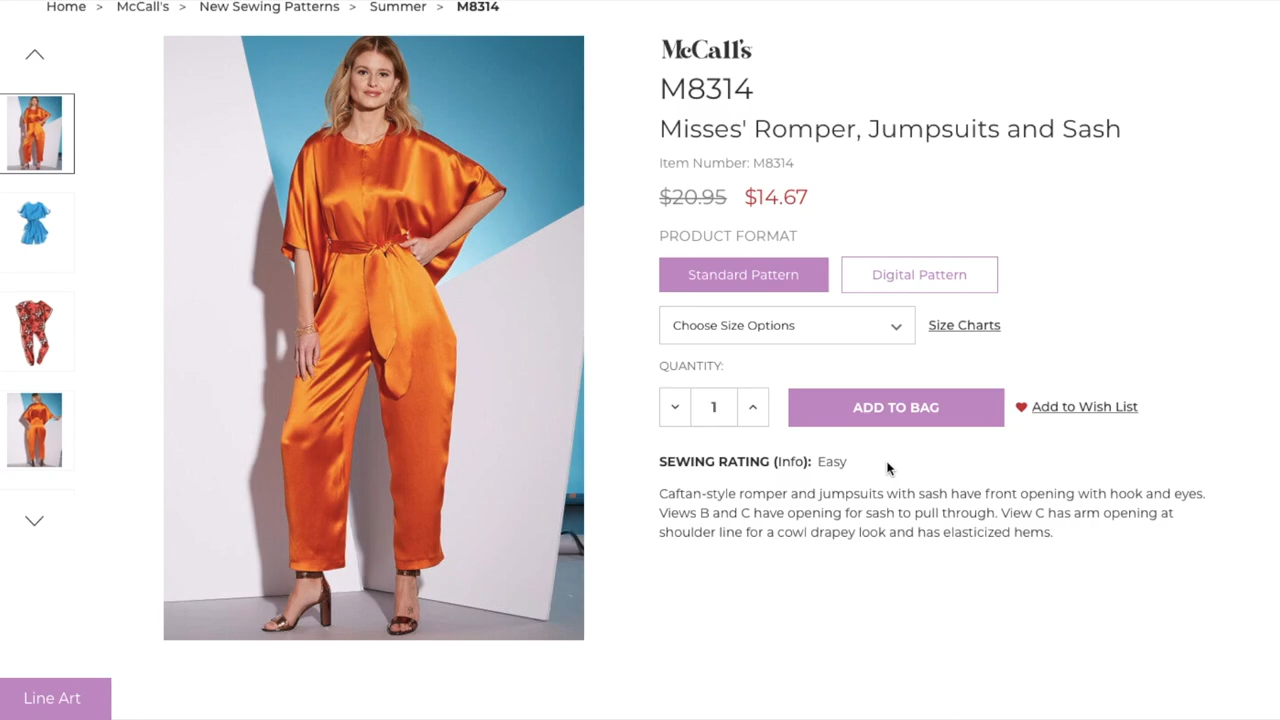 Home > McCall's > New Sewing Patterns > Summer > M8314
McCall's
M8314
Misses' Romper, Jumpsuits and Sash
Item Number: M8314
$20.95 $14.67
PRODUCT FORMAT
Standard Pattern Digital Pattern
Choose Size Options Size Charts
QUANTITY:
1 ADD TO BAG Add to Wish List
SEWING RATING (Info): Easy
Caftan-style romper and jumpsuits with sash have front opening with hook and eyes.
Views B and C have opening for sash to pull through. View C has arm opening at
shoulder line for a cowl drapey look and has elasticized hems.
Line Art